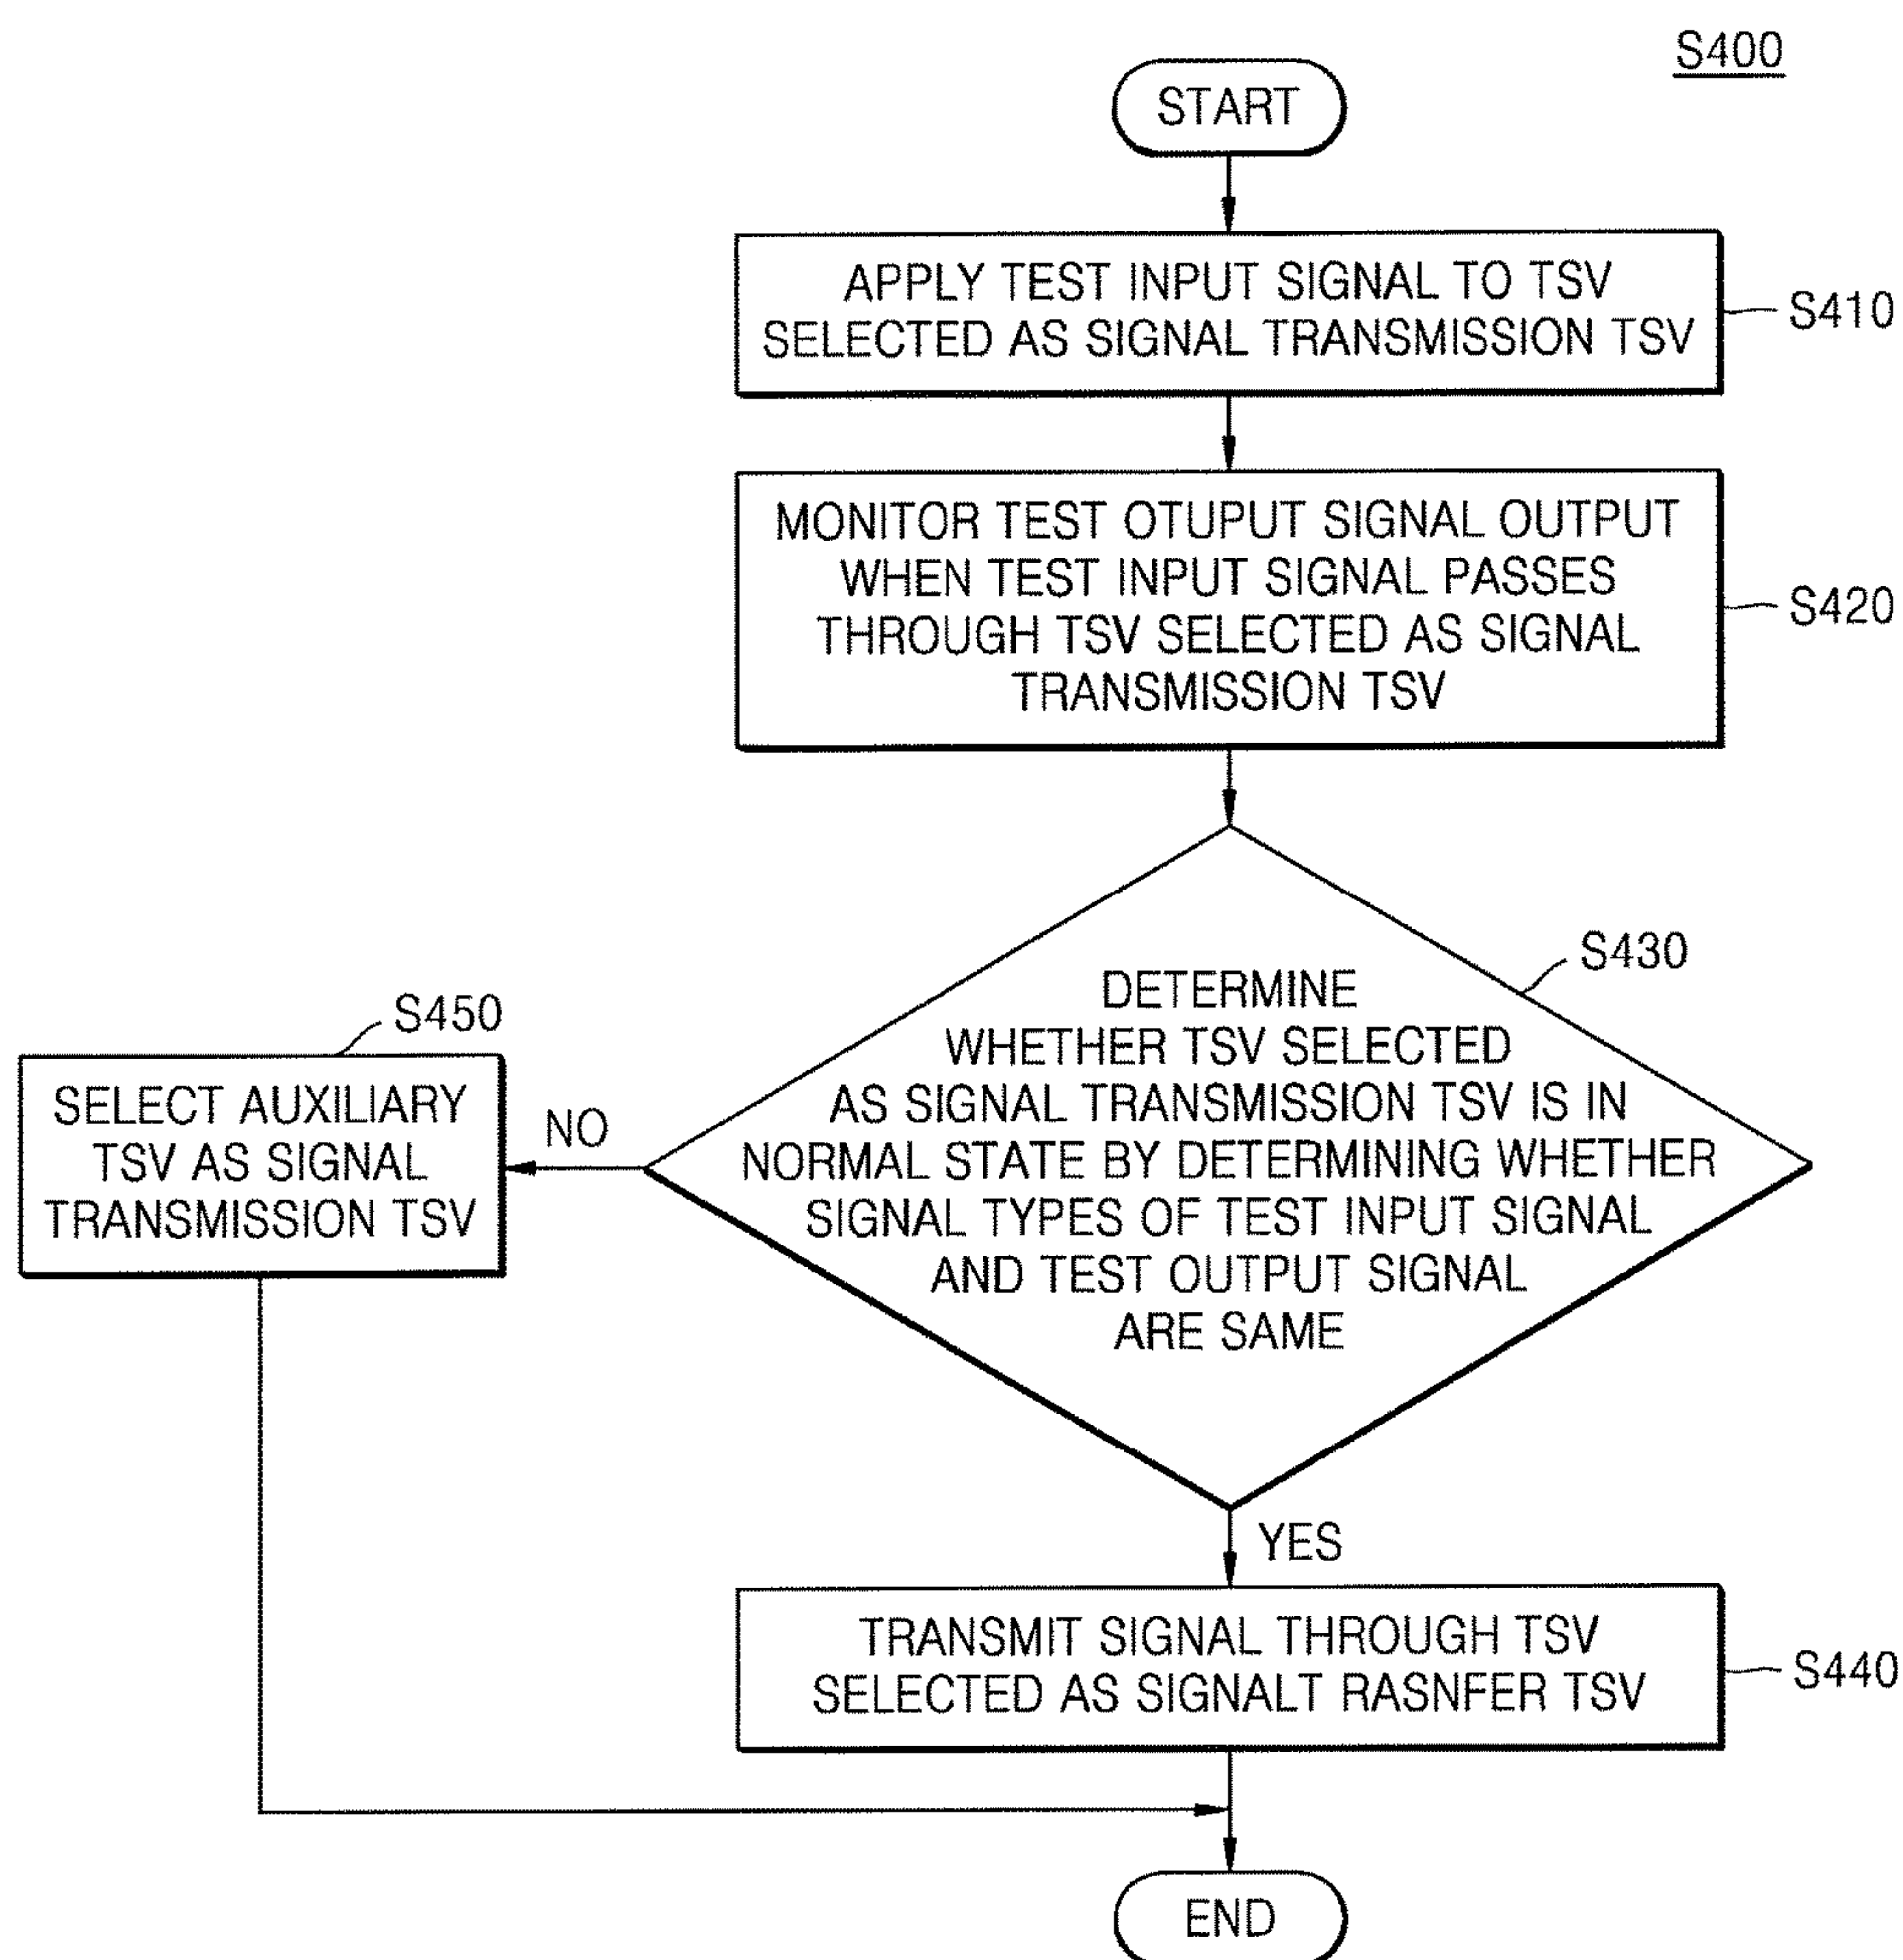 S400
START
APPLY TEST INPUT SIGNAL TO TSV
SELECTED AS SIGNAL TRANSMISSION TSV
S410
MONITOR TEST OTUPUT SIGNAL OUTPUT
WHEN TEST INPUT SIGNAL PASSES
THROUGH TSV SELECTED AS SIGNAL
TRANSMISSION TSV
S420
DETERMINE
WHETHER TSV SELECTED
AS SIGNAL TRANSMISSION TSV IS IN
NORMAL STATE BY DETERMINING WHETHER
SIGNAL TYPES OF TEST INPUT SIGNAL
AND TEST OUTPUT SIGNAL
ARE SAME
S430
S450
SELECT AUXILIARY
TSV AS SIGNAL
TRANSMISSION TSV
NO
YES
TRANSMIT SIGNAL THROUGH TSV
SELECTED AS SIGNALT RASNFER TSV
S440
END